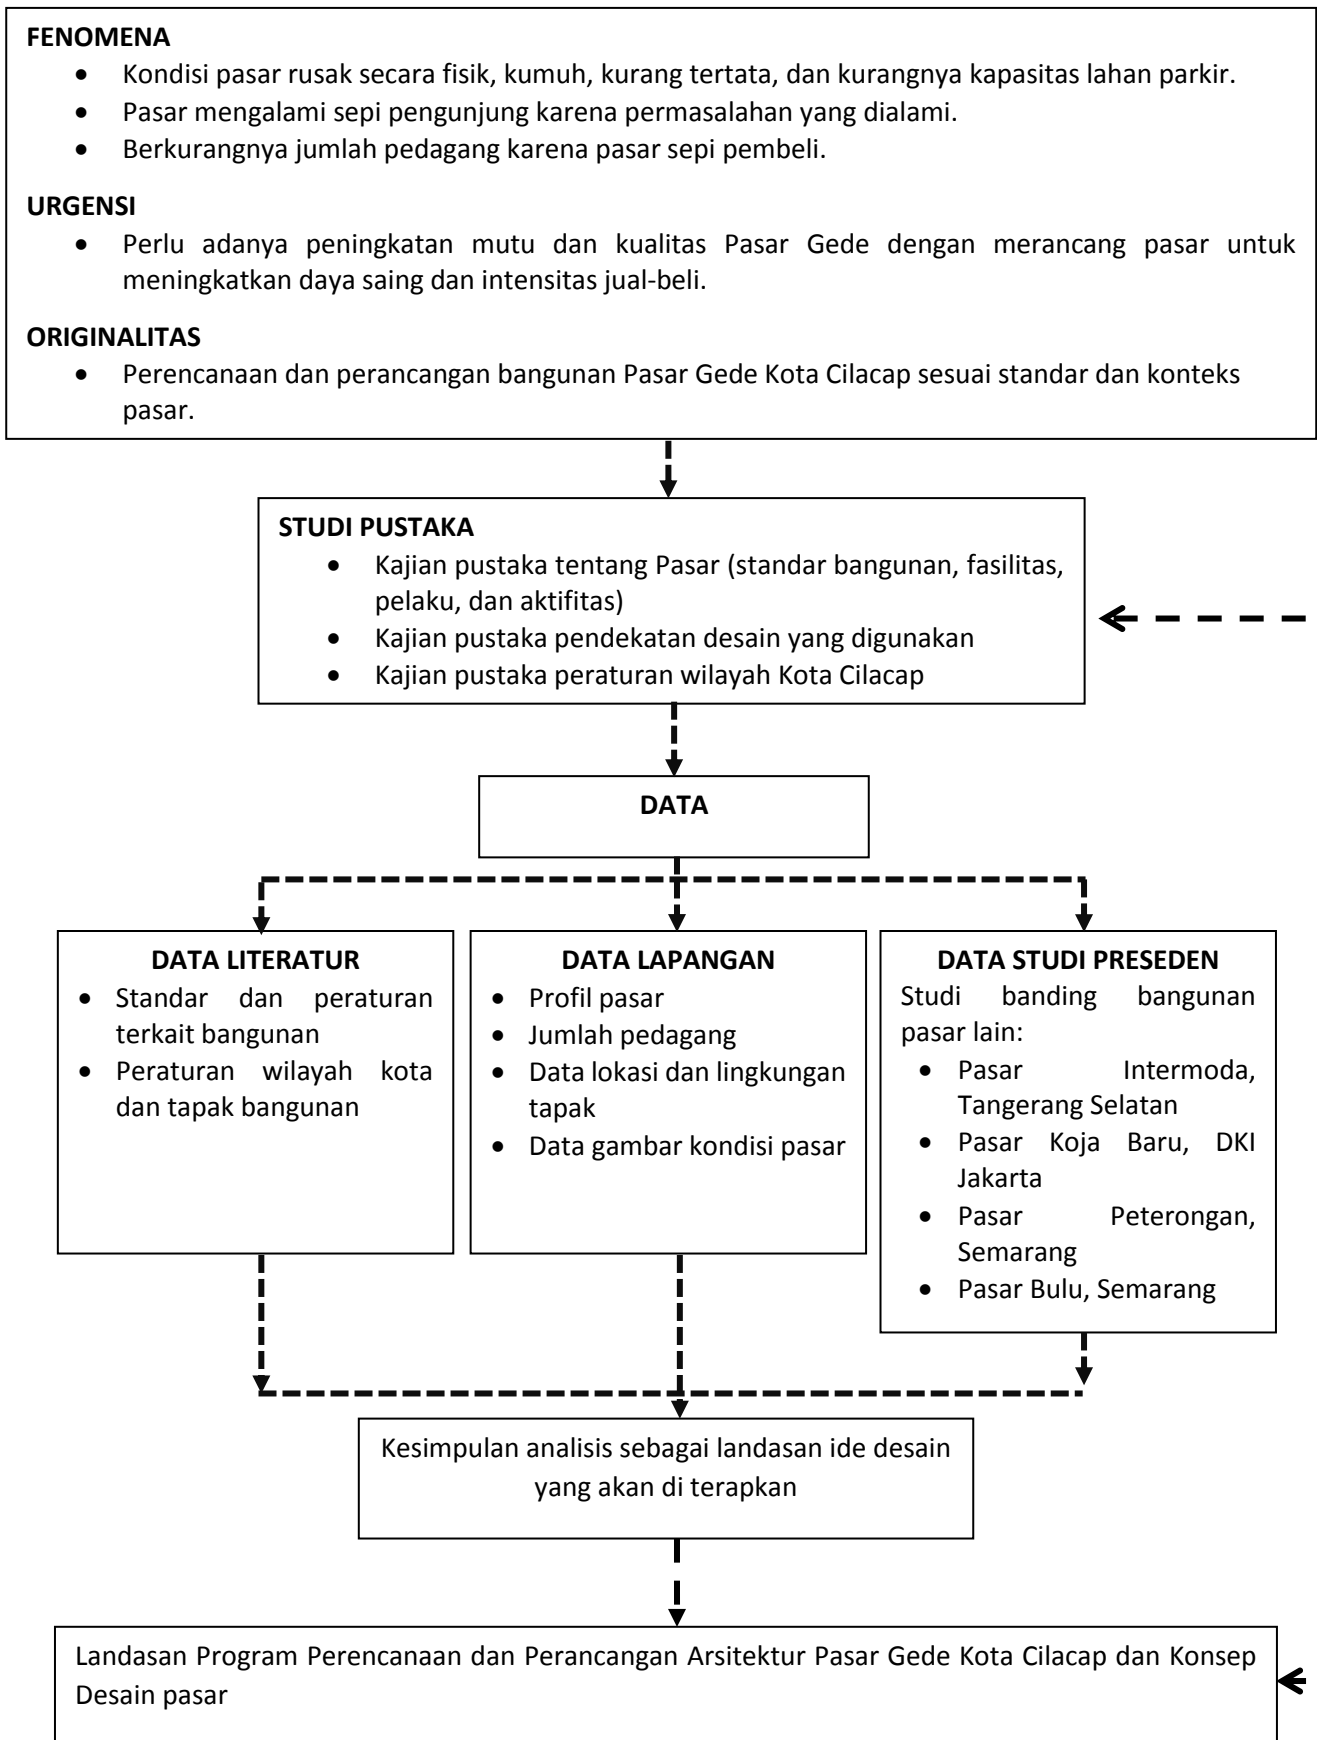 FENOMENA
• Kondisi pasar rusak secara fisik, kumuh, kurang tertata, dan kurangnya kapasitas lahan parkir.
• Pasar mengalami sepi pengunjung karena permasalahan yang dialami.
• Berkurangnya jumlah pedagang karena pasar sepi pembeli.
URGENSI
• Perlu adanya peningkatan mutu dan kualitas Pasar Gede dengan merancang pasar untuk
meningkatkan daya saing dan intensitas jual-beli.
ORIGINALITAS
• Perencanaan dan perancangan bangunan Pasar Gede Kota Cilacap sesuai standar dan konteks
pasar.
STUDI PUSTAKA
• Kajian pustaka tentang Pasar (standar bangunan, fasilitas,
pelaku, dan aktifitas)
• Kajian pustaka pendekatan desain yang digunakan
• Kajian pustaka peraturan wilayah Kota Cilacap
DATA
DATA LITERATUR
• Standar dan peraturan
terkait bangunan
• Peraturan wilayah kota
dan tapak bangunan
DATA LAPANGAN
• Profil pasar
• Jumlah pedagang
• Data lokasi dan lingkungan
tapak
• Data gambar kondisi pasar
DATA STUDI PRESEDEN
Studi banding bangunan
pasar lain:
• Pasar Intermoda,
Tangerang Selatan
• Pasar Koja Baru, DKI
Jakarta
• Pasar Peterongan,
Semarang
• Pasar Bulu, Semarang
Kesimpulan analisis sebagai landasan ide desain
yang akan di terapkan
Landasan Program Perencanaan dan Perancangan Arsitektur Pasar Gede Kota Cilacap dan Konsep
Desain pasar